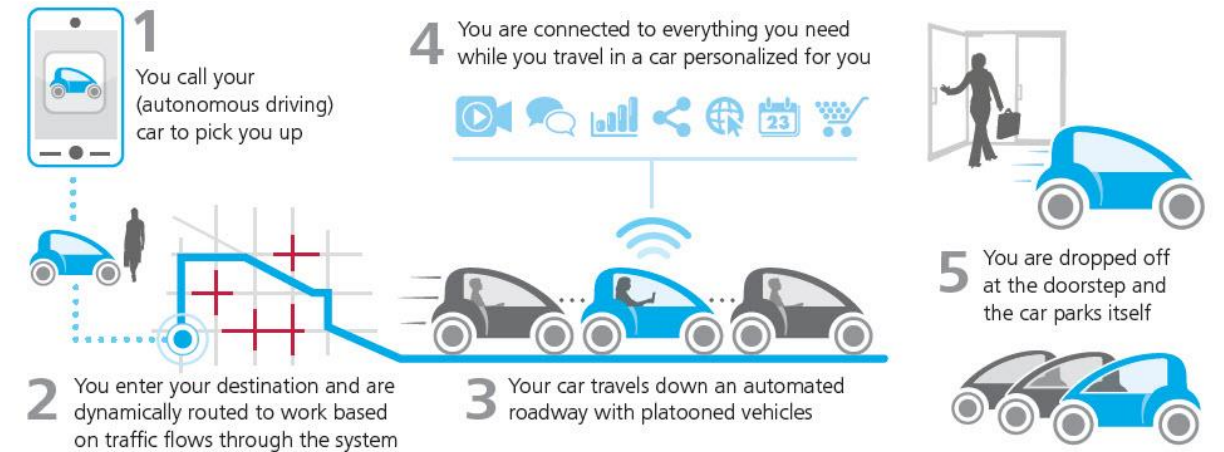 1
You call your
(autonomous driving)
car to pick you up
2
You enter your destination and are
dynamically routed to work based
on traffic flows through the system
3
Your car travels down an automated
roadway with platooned vehicles
4
You are connected to everything you need
while you travel in a car personalized for you
23
5
You are dropped off
at the doorstep and
the car parks itself